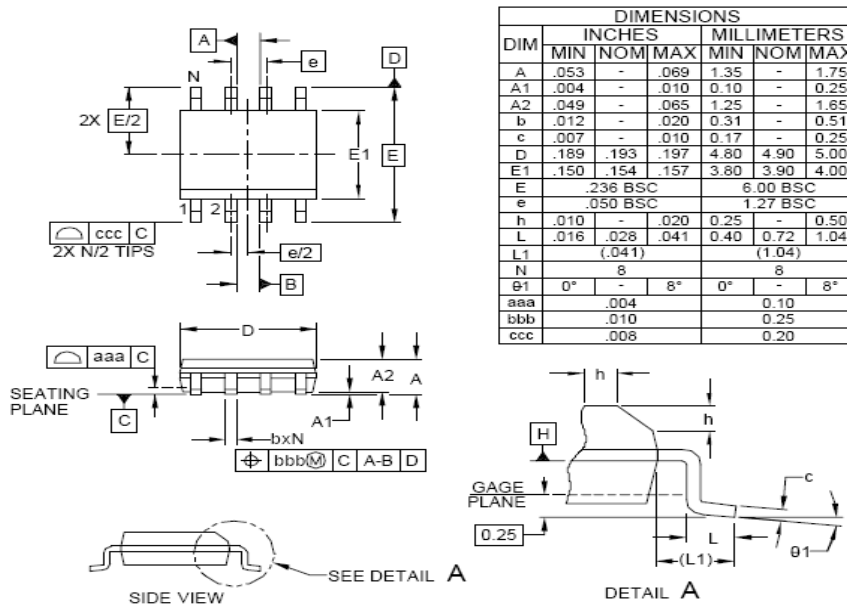 A
e
D
N
2X E/2
E1
E
1 2
⌓ ccc C
2X N/2 TIPS
e/2
B
D
⌓ aaa C
A2 A
SEATING
PLANE
C
A1
bxN
⌖ bbbⓂ C A-B D
SIDE VIEW
SEE DETAIL A
DIMENSIONS
DIM INCHES MILLIMETERS
MIN NOM MAX MIN NOM MAX
A .053 - .069 1.35 - 1.75
A1 .004 - .010 0.10 - 0.25
A2 .049 - .065 1.25 - 1.65
b .012 - .020 0.31 - 0.51
c .007 - .010 0.17 - 0.25
D .189 .193 .197 4.80 4.90 5.00
E1 .150 .154 .157 3.80 3.90 4.00
E .236 BSC 6.00 BSC
e .050 BSC 1.27 BSC
h .010 - .020 0.25 - 0.50
L .016 .028 .041 0.40 0.72 1.04
L1 (.041) (1.04)
N 8 8
θ1 0° - 8° 0° - 8°
aaa .004 0.10
bbb .010 0.25
ccc .008 0.20
h
h
H
GAGE
PLANE
c
0.25
L
(L1)
θ1
DETAIL A